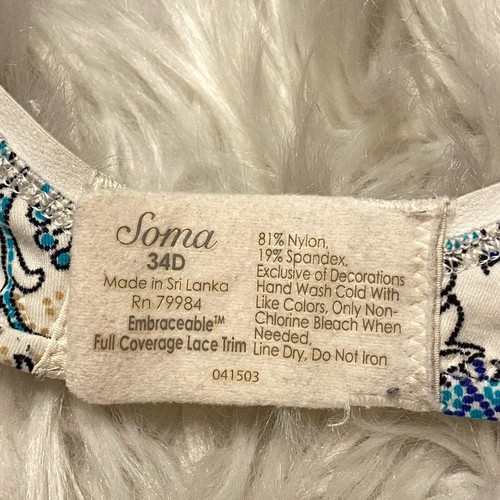 Soma
34D
Made in Sri Lanka
Rn 79984
Embraceable™
Full Coverage Lace Trim
81% Nylon,
19% Spandex,
Exclusive of Decorations
Hand Wash Cold With
Like Colors, Only Non-
Chlorine Bleach When
Needed,
Line Dry, Do Not Iron
041503